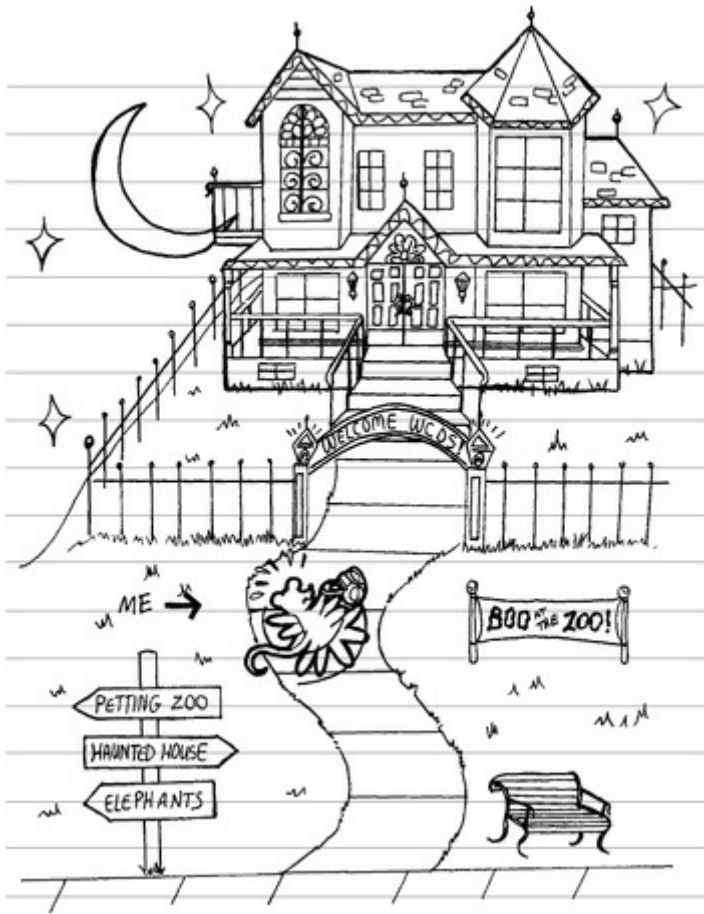 WELCOME WCDS!
ME
BOO AT THE ZOO!
PETTING ZOO
HAUNTED HOUSE
ELEPHANTS